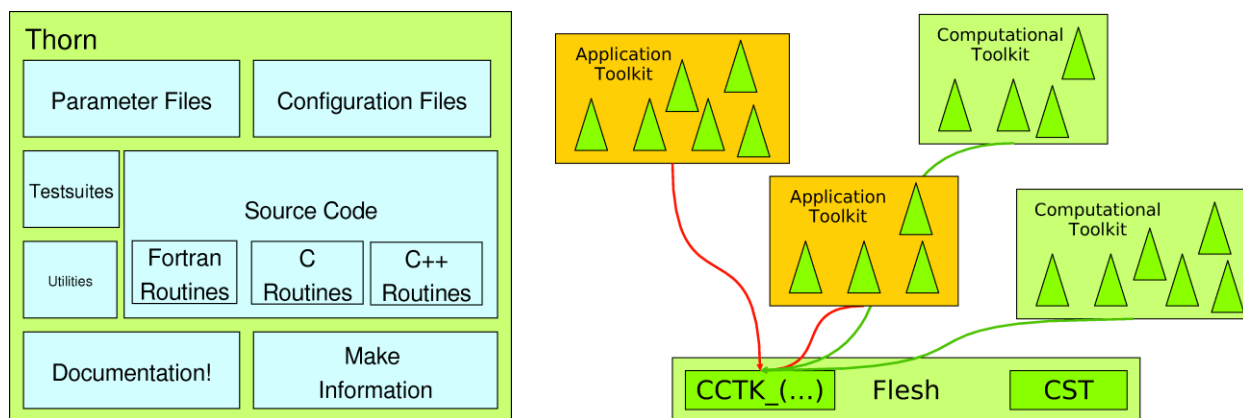 Thorn
Parameter Files
Configuration Files
Testsuites
Source Code
Utilities
Fortran
Routines
C
Routines
C++
Routines
Documentation!
Make
Information
Application
Toolkit
Computational
Toolkit
Application
Toolkit
Computational
Toolkit
CCTK_(...)
Flesh
CST